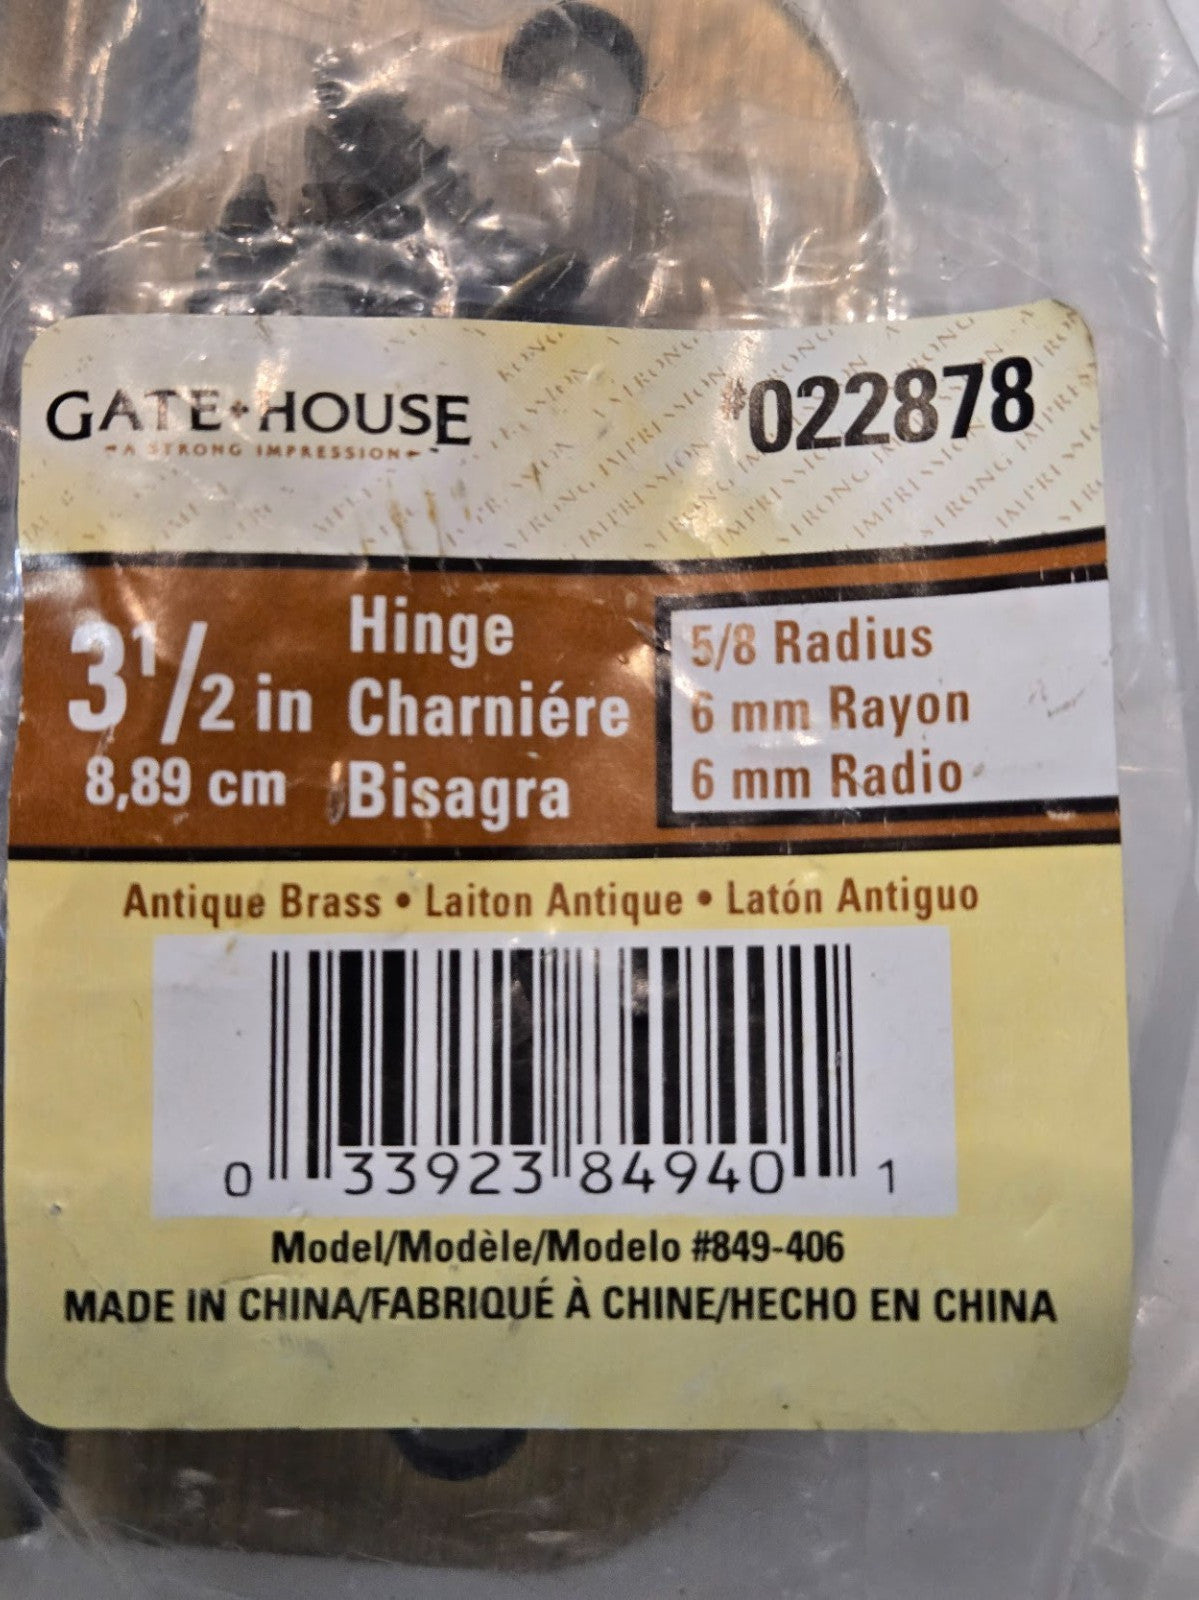 GATE HOUSE
A STRONG IMPRESSION
#022878
3 1/2 in
8,89 cm
Hinge
Charniére
Bisagra
5/8 Radius
6 mm Rayon
6 mm Radio
Antique Brass • Laiton Antique • Latón Antiguo
0 33923 84940 1
Model/Modèle/Modelo #849-406
MADE IN CHINA/FABRIQUÉ À CHINE/HECHO EN CHINA